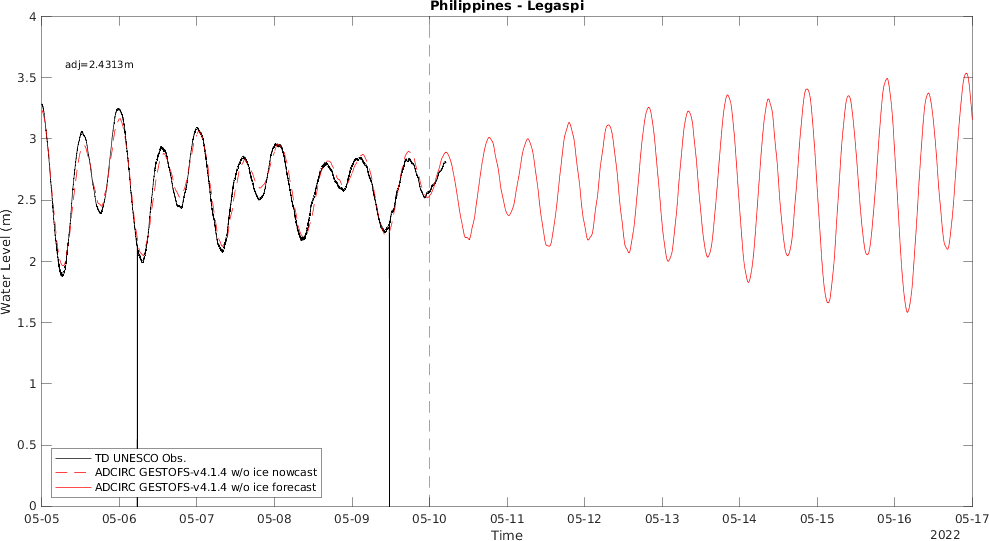 Philippines - Legaspi
4
adj=2.4313m
3.5
3
2.5
2
1.5
1
0.5
0
Water Level (m)
TD UNESCO Obs.
ADCIRC GESTOFS-v4.1.4 w/o ice nowcast
ADCIRC GESTOFS-v4.1.4 w/o ice forecast
05-05 05-06 05-07 05-08 05-09 05-10 05-11 05-12 05-13 05-14 05-15 05-16 05-17
Time
2022